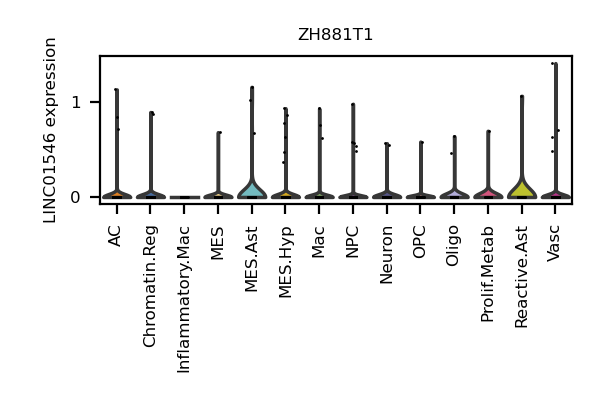 ZH881T1
LINC01546 expression
1
0
AC
Chromatin.Reg
Inflammatory.Mac
MES
MES.Ast
MES.Hyp
Mac
NPC
Neuron
OPC
Oligo
Prolif.Metab
Reactive.Ast
Vasc